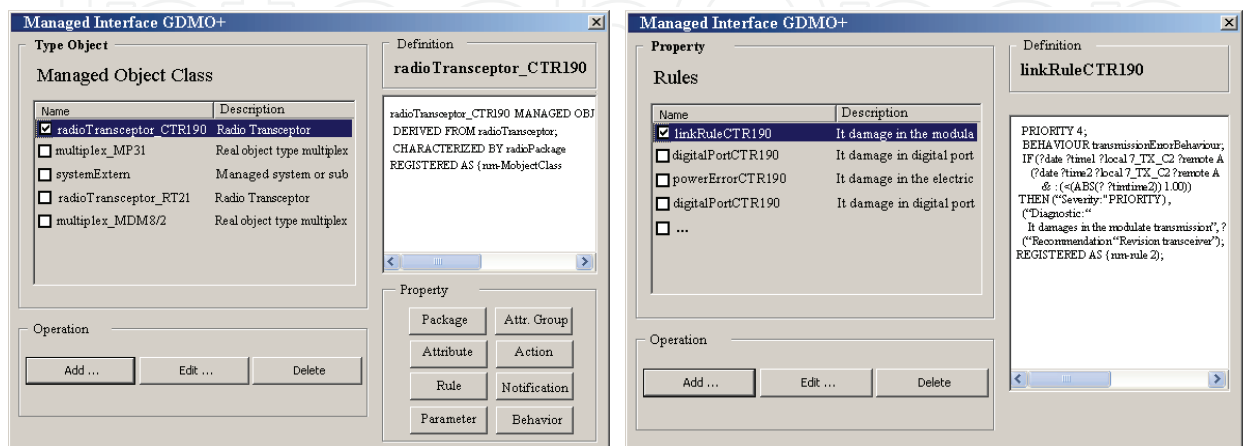 Managed Interface GDMO+
Type Object
Managed Object Class
Name Description
radioTransceptor_CTR190 Radio Transceptor
multiplex_MP31 Real object type multiplex
systemExtern Managed system or sub
radioTransceptor_RT21 Radio Transceptor
multiplex_MDM8/2 Real object type multiplex
Operation
Add ... Edit ... Delete
Definition
radioTransceptor_CTR190
radioTransceptor_CTR190 MANAGED OBJ
DERIVED FROM radioTransceptor;
CHARACTERIZED BY radioPackage
REGISTERED AS {nm-MobjectClass
Property
Package Attr. Group
Attribute Action
Rule Notification
Parameter Behavior
Managed Interface GDMO+
Property
Rules
Name Description
linkRuleCTR190 It damage in the modula
digitalPortCTR190 It damage in digital port
powerErrorCTR190 It damage in the electric
digitalPortCTR190 It damage in digital port
...
Operation
Add ... Edit ... Delete
Definition
linkRuleCTR190
PRIORITY 4;
BEHAVIOUR transmissionErrorBehaviour;
IF(?date ?time1 ?local 7_TX_C2 ?remote A
(?date ?time2 ?local 7_TX_C2 ?remote A
& : (<(ABS(? ?timtime2)) 1.00))
THEN ("Severity:" PRIORITY),
("Diagnostic:"
It damages in the modulate transmission", ?
("Recommendation "Revision transceiver");
REGISTERED AS {nm-rule 2};